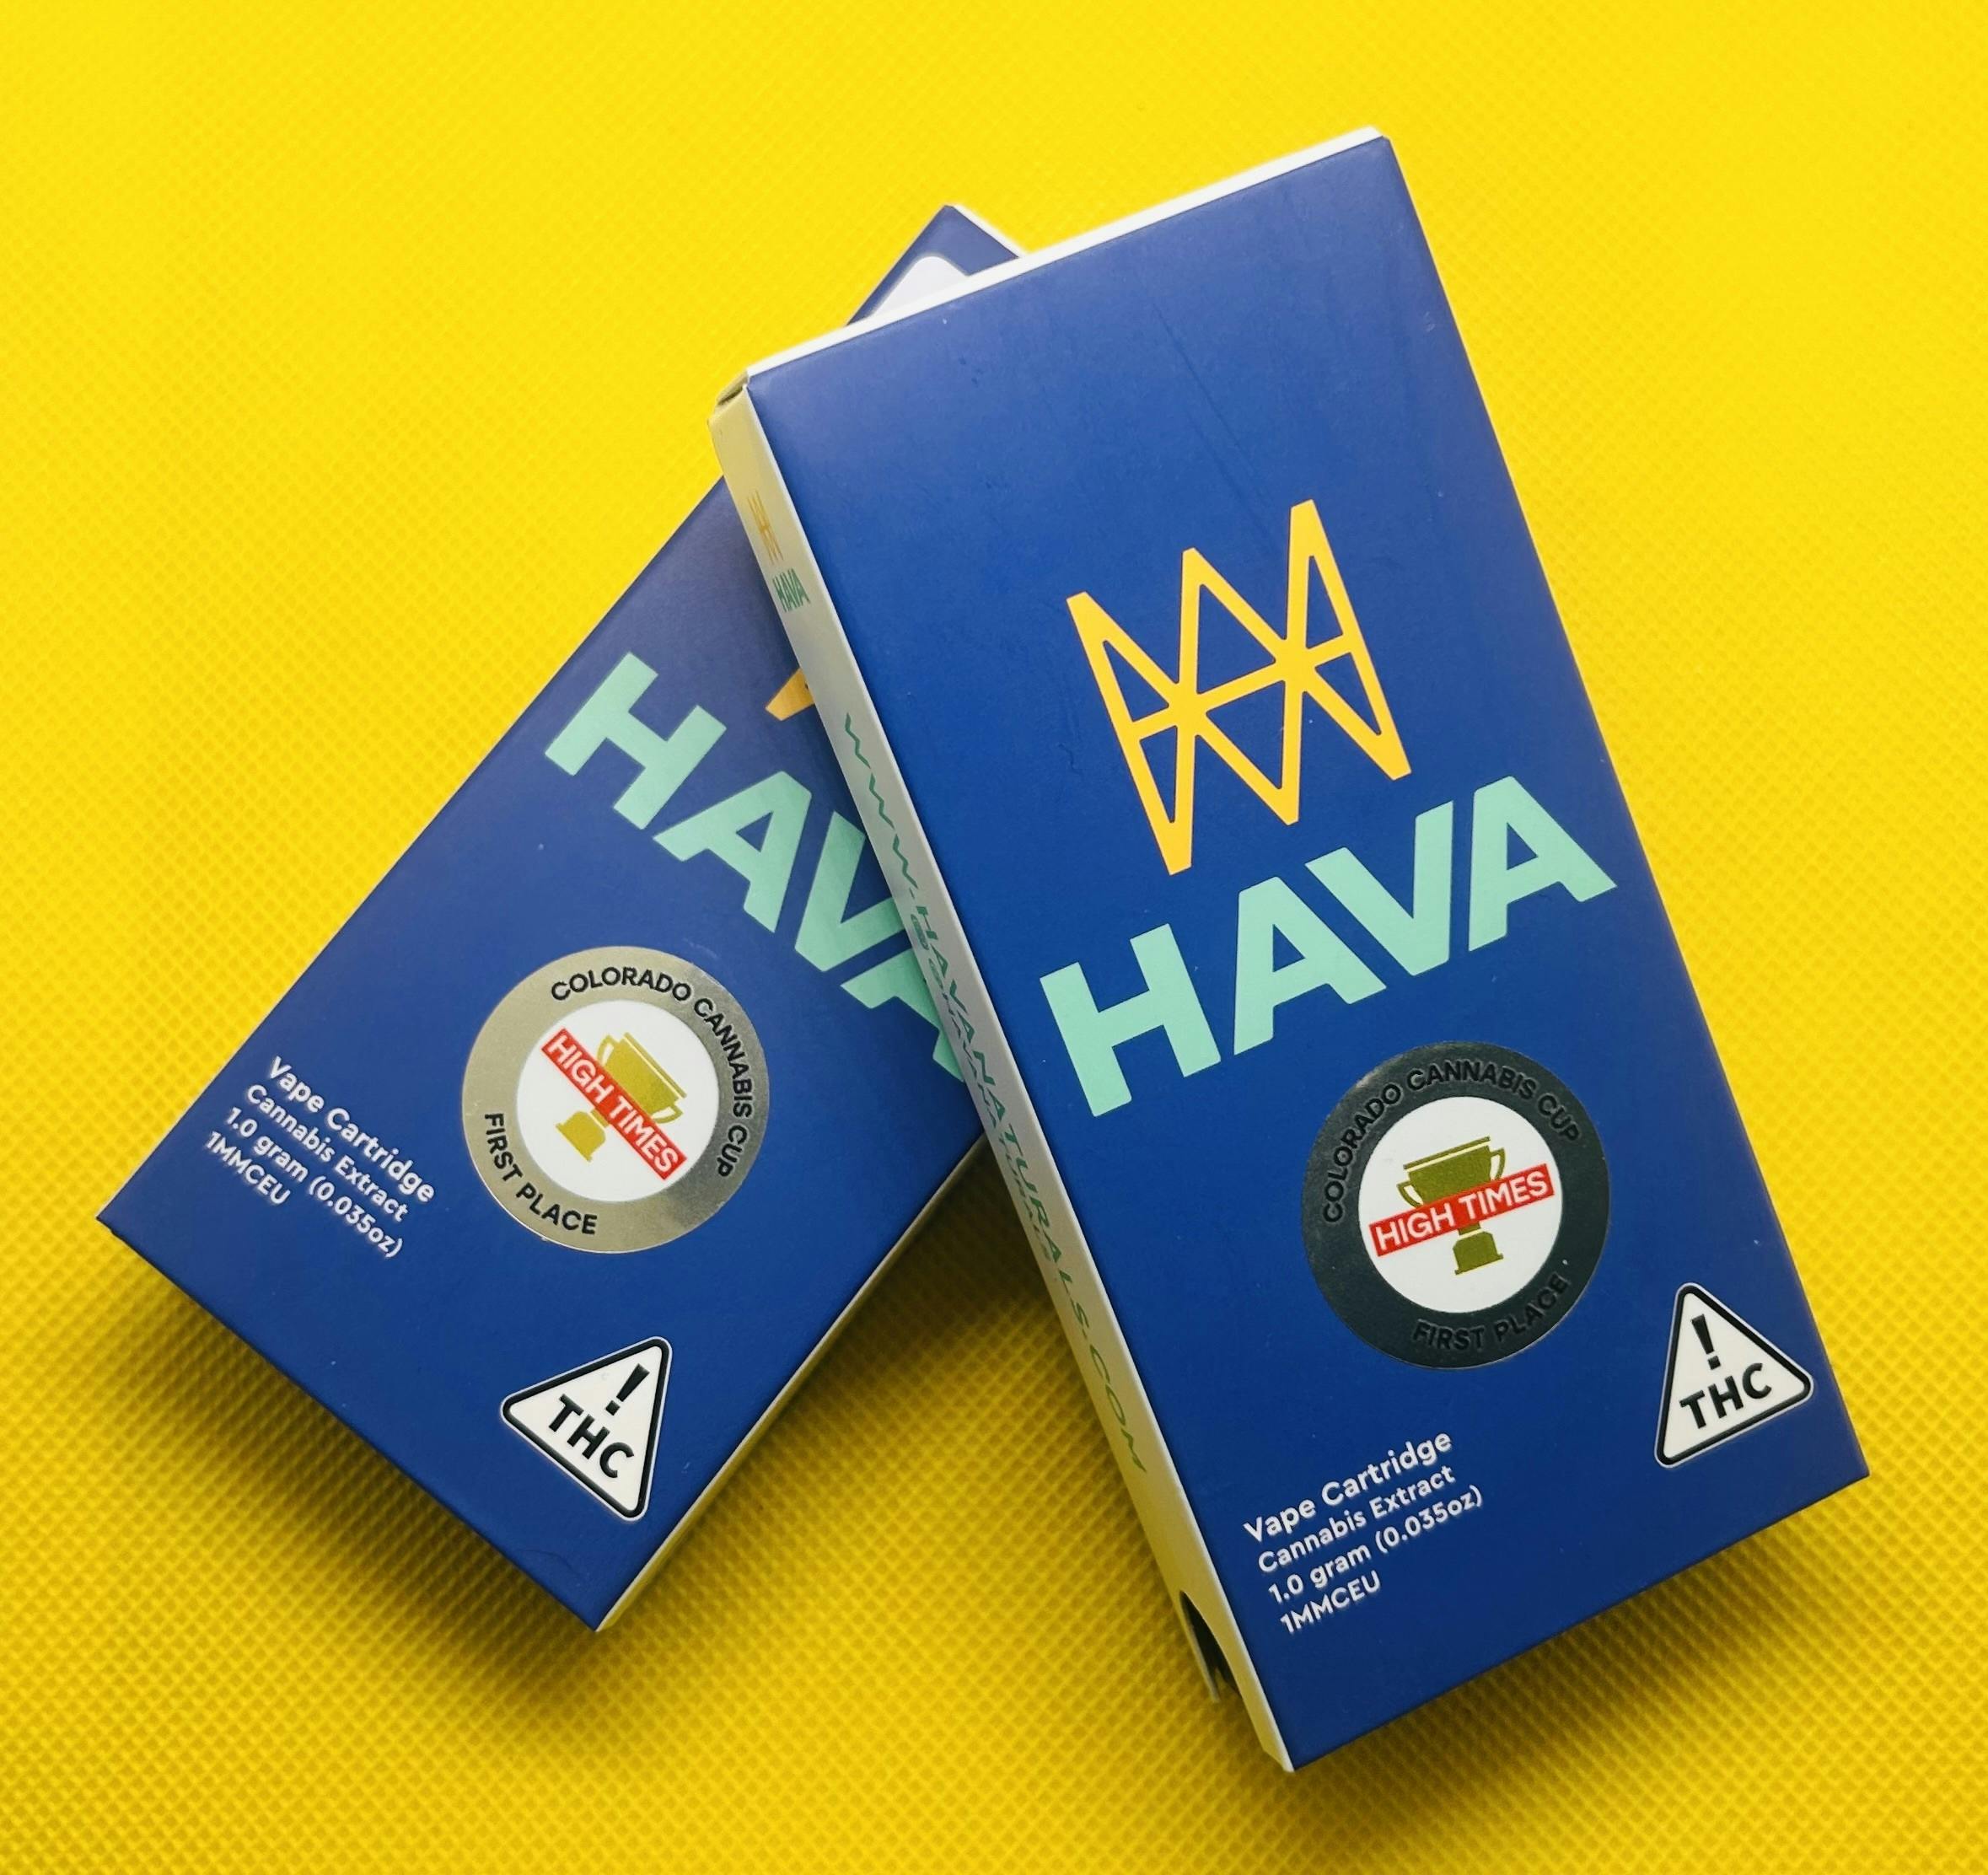 HAVA
COLORADO CANNABIS CUP
HIGH TIMES
FIRST PLACE
Vape Cartridge
Cannabis Extract
1.0 gram (0.035oz)
1MMCEU
!
THC
HAVA
WWW.HAVANATURALS.COM
HAVA
COLORADO CANNABIS CUP
HIGH TIMES
FIRST PLACE
!
THC
Vape Cartridge
Cannabis Extract
1.0 gram (0.035oz)
1MMCEU